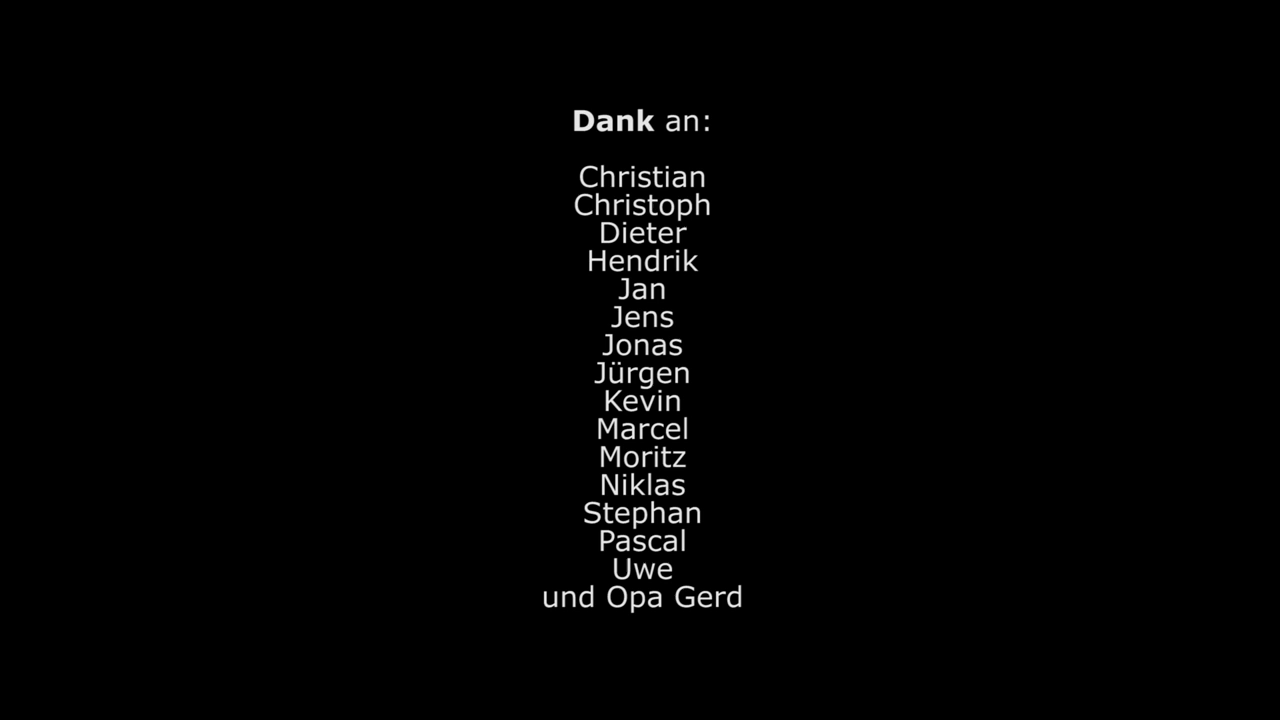 Dank an:
Christian
Christoph
Dieter
Hendrik
Jan
Jens
Jonas
Jürgen
Kevin
Marcel
Moritz
Niklas
Stephan
Pascal
Uwe
und Opa Gerd